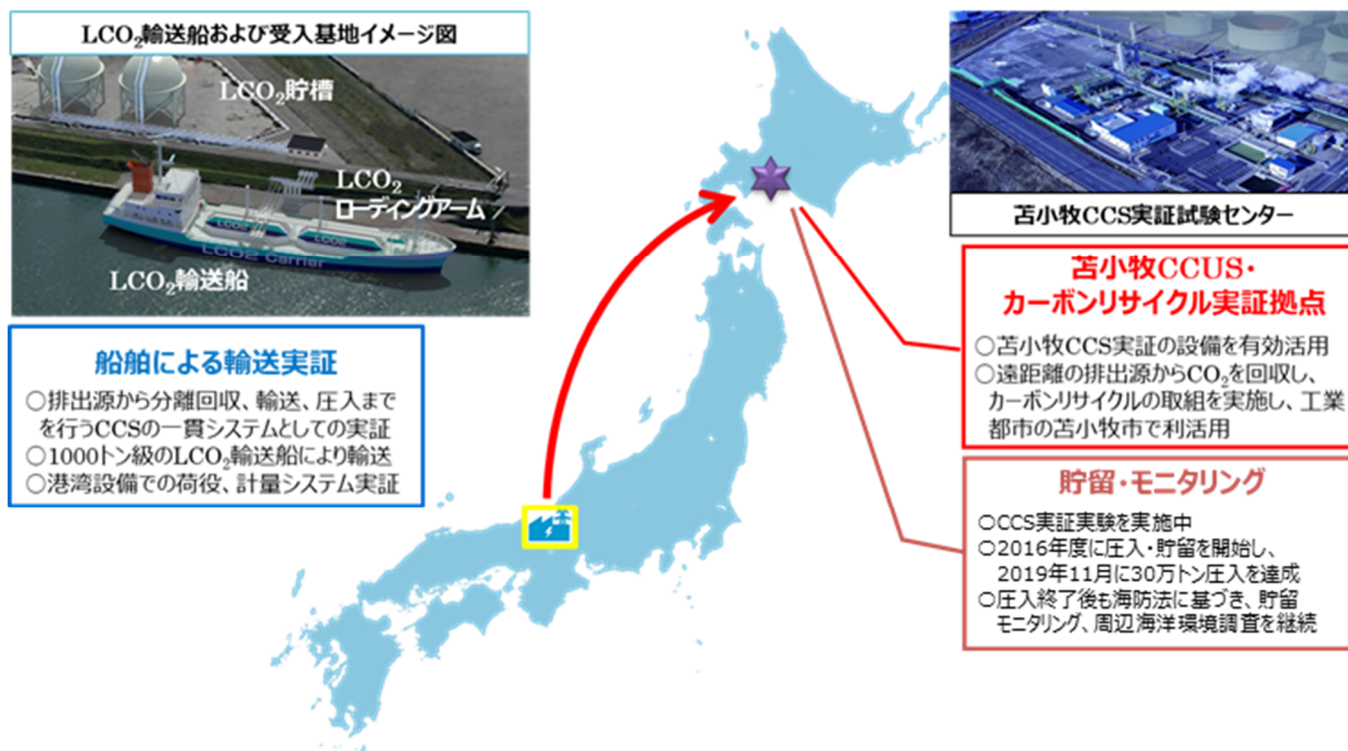 LCO₂輸送船および受入基地イメージ図
LCO₂貯槽
LCO₂
ローディングアーム
LCO2
LCO2
LCO2 Carrier
LCO₂輸送船
船舶による輸送実証
○排出源から分離回収、輸送、圧入まで
を行うCCSの一貫システムとしての実証
○1000トン級のLCO₂輸送船により輸送
○港湾設備での荷役、計量システム実証
苫小牧CCS実証試験センター
苫小牧CCUS・
カーボンリサイクル実証拠点
○苫小牧CCS実証の設備を有効活用
○遠距離の排出源からCO₂を回収し、
カーボンリサイクルの取組を実施し、工業
都市の苫小牧市で利活用
貯留・モニタリング
○CCS実証実験を実施中
○2016年度に圧入・貯留を開始し、
2019年11月に30万トン圧入を達成
○圧入終了後も海防法に基づき、貯留
モニタリング、周辺海洋環境調査を継続